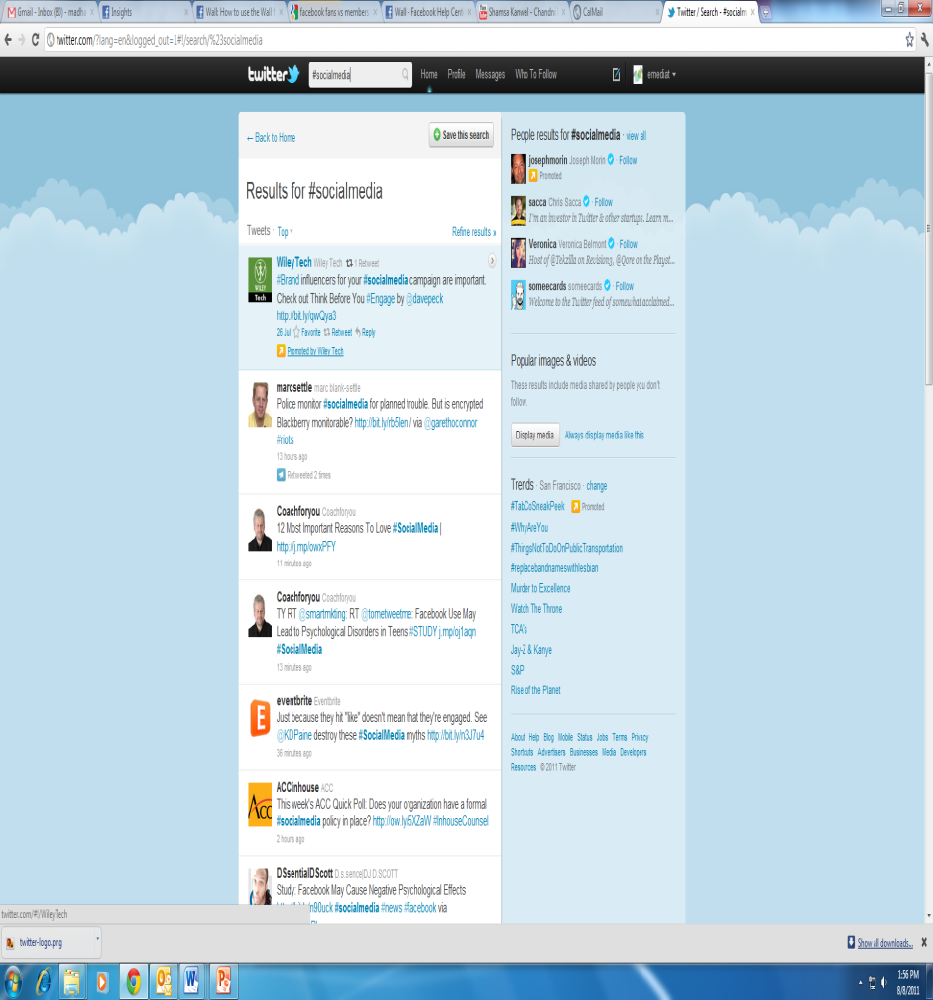 Gmail - Inbox (80) - madha
Insights
Walk How to use the Wall f
facebook fans vs members
Wall - Facebook Help Cent
Shamsa Kanwal - Chandni
CalMail
Twitter / Search - #socialm
twitter.com/?lang=en&logged_out=1#!/search/%23socialmedia
twitter
#socialmedia
Home Profile Messages Who To Follow
emediat
← Back to Home
Save this search
Results for #socialmedia
Tweets · Top
Refine results »
WileyTech Wiley Tech 1 Retweet
#Brand influencers for your #socialmedia campaign are important.
Check out Think Before You #Engage by @davepeck
http://bit.ly/qwQya3
26 Jul Favorite Retweet Reply
Promoted by Wiley Tech
WILEY
Tech
marcsettle marc blank-settle
Police monitor #socialmedia for planned trouble. But is encrypted
Blackberry monitorable? http://bit.ly/rb5len / via @garethoconnor
#riots
13 hours ago
Retweeted 2 times
Coachforyou Coachforyou
12 Most Important Reasons To Love #SocialMedia |
http://j.mp/owxPFY
11 minutes ago
Coachforyou Coachforyou
TY RT @smartmkting: RT @tometweetme: Facebook Use May
Lead to Psychological Disorders in Teens #STUDY j.mp/oj1aqn
#SocialMedia
13 minutes ago
E
eventbrite Eventbrite
Just because they hit "like" doesn't mean that they're engaged. See
@KDPaine destroy these #SocialMedia myths http://bit.ly/n3J7u4
36 minutes ago
Acc
ACCinhouse ACC
This week's ACC Quick Poll: Does your organization have a formal
#socialmedia policy in place? http://ow.ly/5XZaW #InhouseCounsel
2 hours ago
DSsentialDScott D.s.sence|DJ D.SCOTT
Study: Facebook May Cause Negative Psychological Effects
#socialmedia #news #facebook via
People results for #socialmedia · view all
josephmorin Joseph Morin · Follow
Promoted
sacca Chris Sacca · Follow
I'm an investor in Twitter & other startups. Learn m...
Veronica Veronica Belmont · Follow
Host of @Tekzilla on Revision3, @Qore on the Playst...
someecards someecards · Follow
Welcome to the Twitter feed of somewhat acclaimed...
Popular images & videos
These results include media shared by people you don't
follow.
Display media
Always display media like this
Trends · San Francisco · change
#TabCoSneakPeek Promoted
#WhyAreYou
#ThingsNotToDoOnPublicTransportation
#replacebandnameswithlesbian
Murder to Excellence
Watch The Throne
TCA's
Jay-Z & Kanye
S&P
Rise of the Planet
About Help Blog Mobile Status Jobs Terms Privacy
Shortcuts Advertisers Businesses Media Developers
Resources © 2011 Twitter
twitter.com/#!/WileyTech
twitter-logo.png
Show all downloads...
1:56 PM
8/8/2011